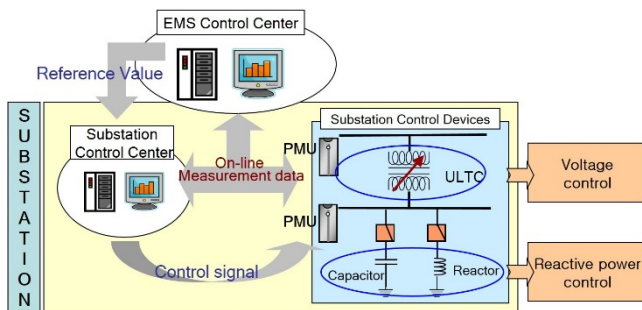 EMS Control Center
Reference Value
SUBSTATION
Substation
Control Center
On-line
Measurement data
Control signal
Substation Control Devices
PMU
ULTC
PMU
Capacitor
Reactor
Voltage
control
Reactive power
control